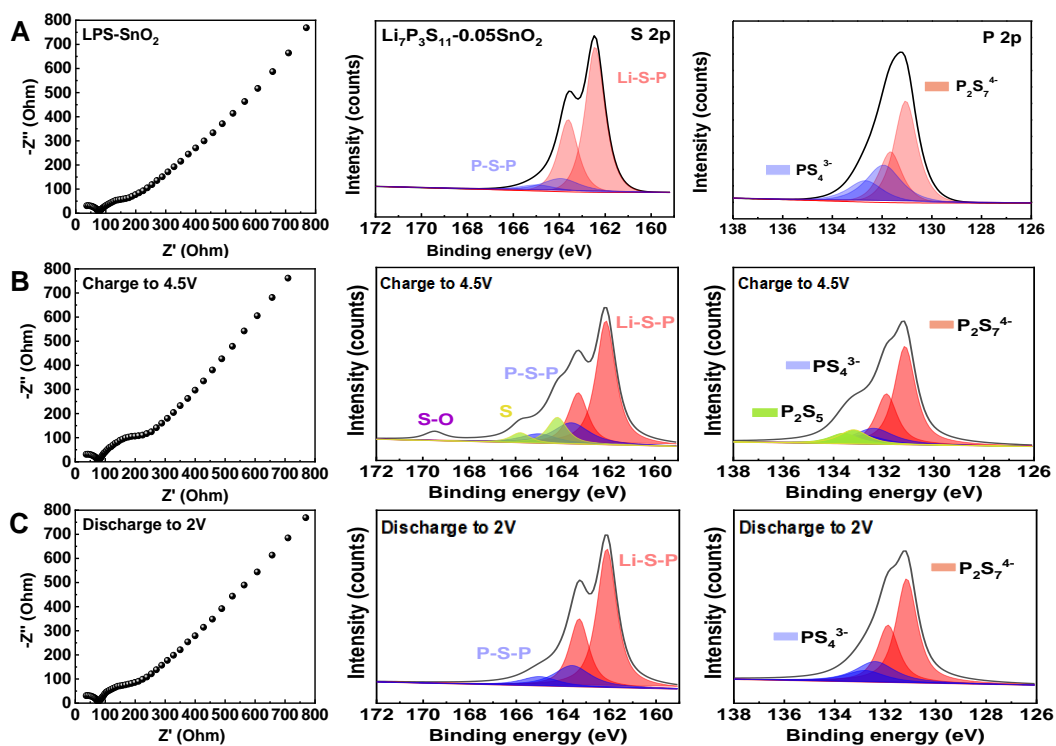 A
LPS-SnO₂
-Z'' (Ohm)
800
700
600
500
400
300
200
100
0
0 100 200 300 400 500 600 700 800
Z' (Ohm)
Li₇P₃S₁₁-0.05SnO₂
S 2p
Li-S-P
P-S-P
Intensity (counts)
172 170 168 166 164 162 160
Binding energy (eV)
P 2p
P₂S₇⁴⁻
PS₄³⁻
Intensity (counts)
138 136 134 132 130 128 126
Binding energy (eV)
B
Charge to 4.5V
-Z'' (Ohm)
800
700
600
500
400
300
200
100
0
0 100 200 300 400 500 600 700 800
Z' (Ohm)
Charge to 4.5V
Li-S-P
P-S-P
S
S-O
Intensity (counts)
172 170 168 166 164 162 160
Binding energy (eV)
Charge to 4.5V
P₂S₇⁴⁻
PS₄³⁻
P₂S₅
Intensity (counts)
138 136 134 132 130 128 126
Binding energy (eV)
C
Discharge to 2V
-Z'' (Ohm)
800
700
600
500
400
300
200
100
0
0 100 200 300 400 500 600 700 800
Z' (Ohm)
Discharge to 2V
Li-S-P
P-S-P
Intensity (counts)
172 170 168 166 164 162 160
Binding energy (eV)
Discharge to 2V
P₂S₇⁴⁻
PS₄³⁻
Intensity (counts)
138 136 134 132 130 128 126
Binding energy (eV)